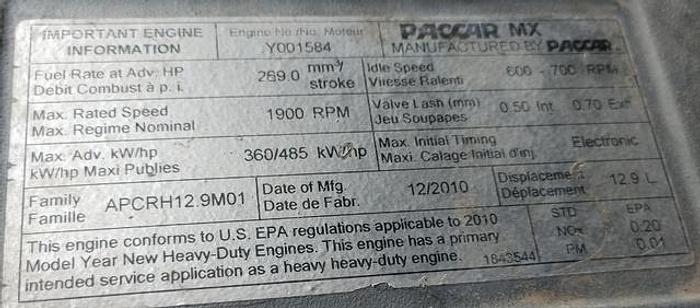 IMPORTANT ENGINE INFORMATION
Engine No./No. Moteur
Y001584
PACCAR MX
MANUFACTURED BY PACCAR
Fuel Rate at Adv. HP
Débit Combust à p. i.
269.0 mm³/stroke
Idle Speed
Vitesse Ralenti
600 - 700 RPM
Max. Rated Speed
Max. Regime Nominal
1900 RPM
Valve Lash (mm)
Jeu Soupapes
0.50 Int. 0.70 Exh
Max. Adv. kW/hp
kW/hp Maxi Publies
360/485 kW/hp
Max. Initial Timing
Maxi. Calage Initial d'inj.
Electronic
Family
Famille
APCRH12.9M01
Date of Mfg.
Date de Fabr.
12/2010
Displacement
Déplacement
12.9 L
This engine conforms to U.S. EPA regulations applicable to 2010
Model Year New Heavy-Duty Engines. This engine has a primary
intended service application as a heavy heavy-duty engine.
1843544
STD EPA
NOx 0.20
PM 0.01